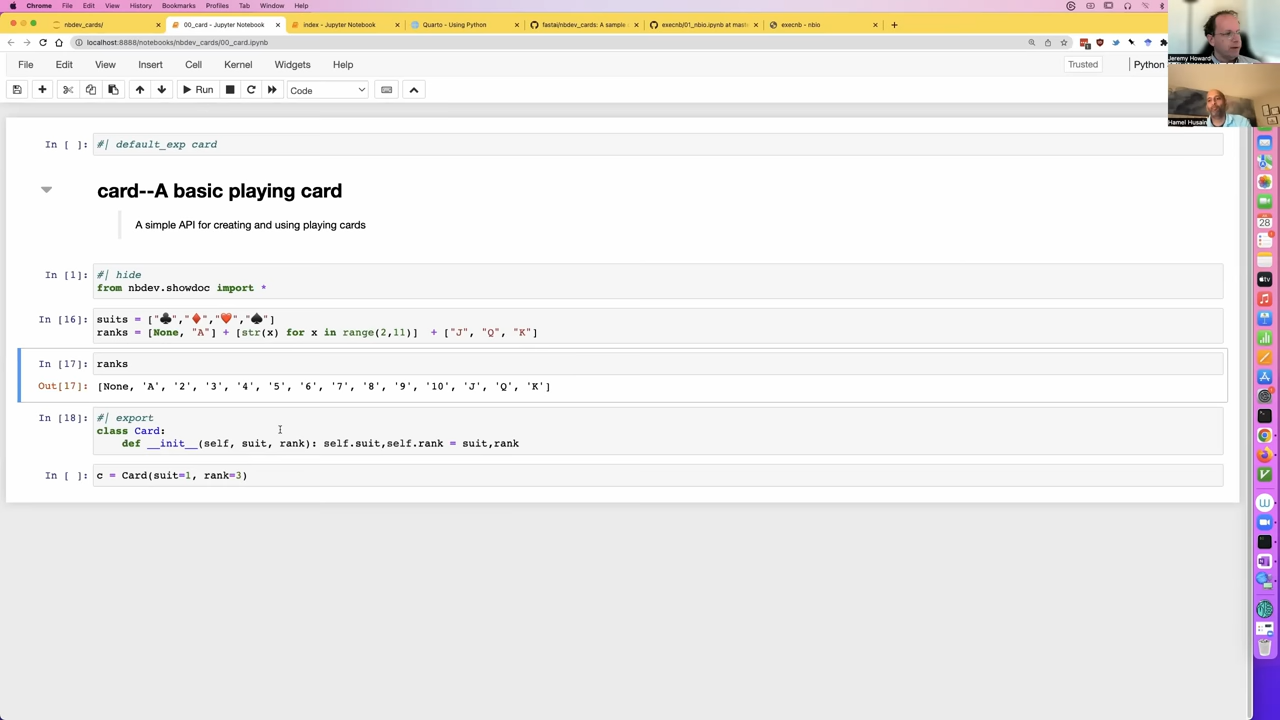 Chrome File Edit View History Bookmarks Profiles Tab Window Help
nbdev_cards/ 00_card - Jupyter Notebook index - Jupyter Notebook Quarto - Using Python fastai/nbdev_cards: A sample execnb/01_nbio.ipynb at mast execnb - nbio
localhost:8888/notebooks/nbdev_cards/00_card.ipynb
Jeremy Howard
File Edit View Insert Cell Kernel Widgets Help Trusted Python
Run Code
Hamel Husain
In [ ]: #| default_exp card
card--A basic playing card
A simple API for creating and using playing cards
28
In [1]: #| hide
from nbdev.showdoc import *
In [16]: suits = ["♣️","♦️","❤️","♠️"]
ranks = [None, "A"] + [str(x) for x in range(2,11)] + ["J", "Q", "K"]
In [17]: ranks
Out[17]: [None, 'A', '2', '3', '4', '5', '6', '7', '8', '9', '10', 'J', 'Q', 'K']
In [18]: #| export
class Card:
def __init__(self, suit, rank): self.suit,self.rank = suit,rank
In [ ]: c = Card(suit=1, rank=3)